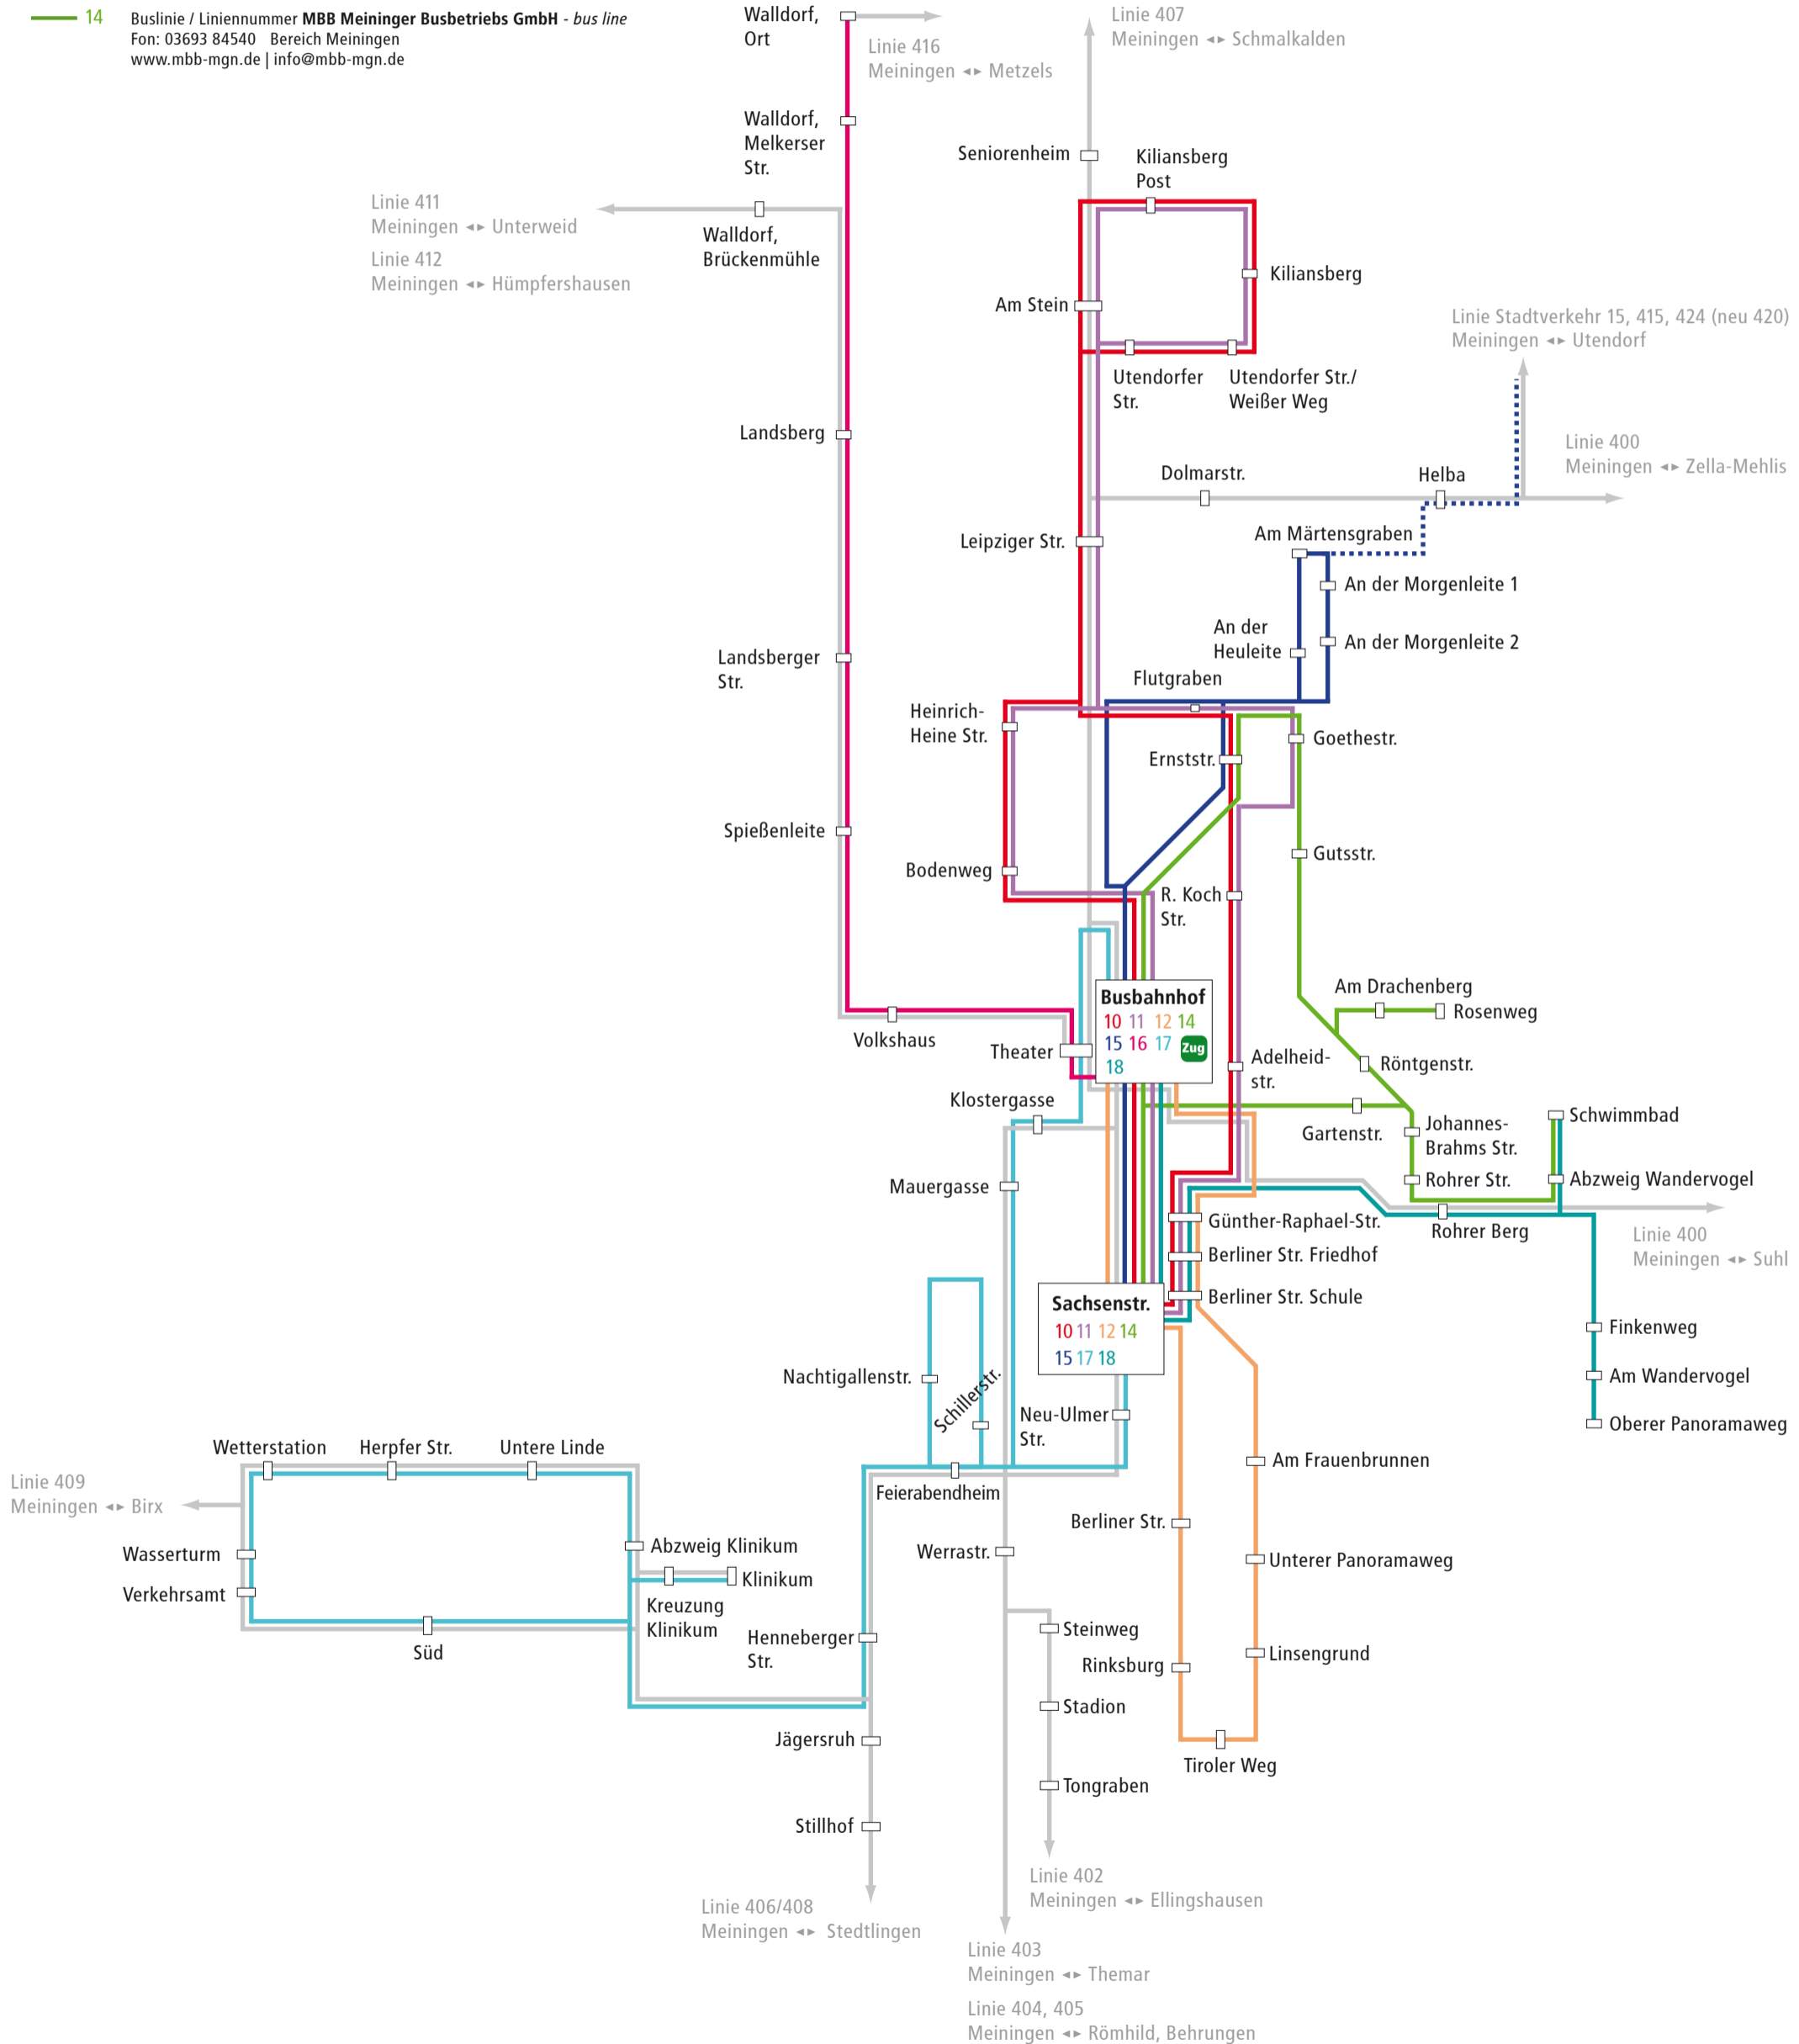 14 Buslinie / Liniennummer MBB Meininger Busbetriebs GmbH - bus line
Fon: 03693 84540 Bereich Meiningen
www.mbb-mgn.de | info@mbb-mgn.de
Walldorf,
Ort
Linie 416
Meiningen ◂▸ Metzels
Linie 407
Meiningen ◂▸ Schmalkalden
Walldorf,
Melkerser
Str.
Seniorenheim
Kiliansberg
Post
Linie 411
Meiningen ◂▸ Unterweid
Linie 412
Meiningen ◂▸ Hümpfershausen
Walldorf,
Brückenmühle
Kiliansberg
Am Stein
Linie Stadtverkehr 15, 415, 424 (neu 420)
Meiningen ◂▸ Utendorf
Utendorfer
Str.
Utendorfer Str./
Weißer Weg
Landsberg
Linie 400
Meiningen ◂▸ Zella-Mehlis
Dolmarstr.
Helba
Leipziger Str.
Am Märtensgraben
An der Morgenleite 1
An der
Heuleite
An der Morgenleite 2
Landsberger
Str.
Flutgraben
Heinrich-
Heine Str.
Goethestr.
Ernststr.
Spießenleite
Gutsstr.
Bodenweg
R. Koch
Str.
Am Drachenberg
Rosenweg
Busbahnhof
10 11 12 14
15 16 17 Zug
18
Volkshaus
Theater
Adelheid-
str.
Röntgenstr.
Klostergasse
Gartenstr.
Johannes-
Brahms Str.
Schwimmbad
Mauergasse
Rohrer Str.
Abzweig Wandervogel
Günther-Raphael-Str.
Rohrer Berg
Linie 400
Meiningen ◂▸ Suhl
Berliner Str. Friedhof
Berliner Str. Schule
Sachsenstr.
10 11 12 14
15 17 18
Finkenweg
Am Wandervogel
Oberer Panoramaweg
Nachtigallenstr.
Schillerstr.
Neu-Ulmer
Str.
Wetterstation
Herpfer Str.
Untere Linde
Am Frauenbrunnen
Linie 409
Meiningen ◂▸ Birx
Feierabendheim
Berliner Str.
Wasserturm
Abzweig Klinikum
Werrastr.
Unterer Panoramaweg
Verkehrsamt
Klinikum
Kreuzung
Klinikum
Süd
Henneberger
Str.
Steinweg
Rinksburg
Linsengrund
Stadion
Jägersruh
Tiroler Weg
Tongraben
Stillhof
Linie 402
Meiningen ◂▸ Ellingshausen
Linie 406/408
Meiningen ◂▸ Stedtlingen
Linie 403
Meiningen ◂▸ Themar
Linie 404, 405
Meiningen ◂▸ Römhild, Behrungen